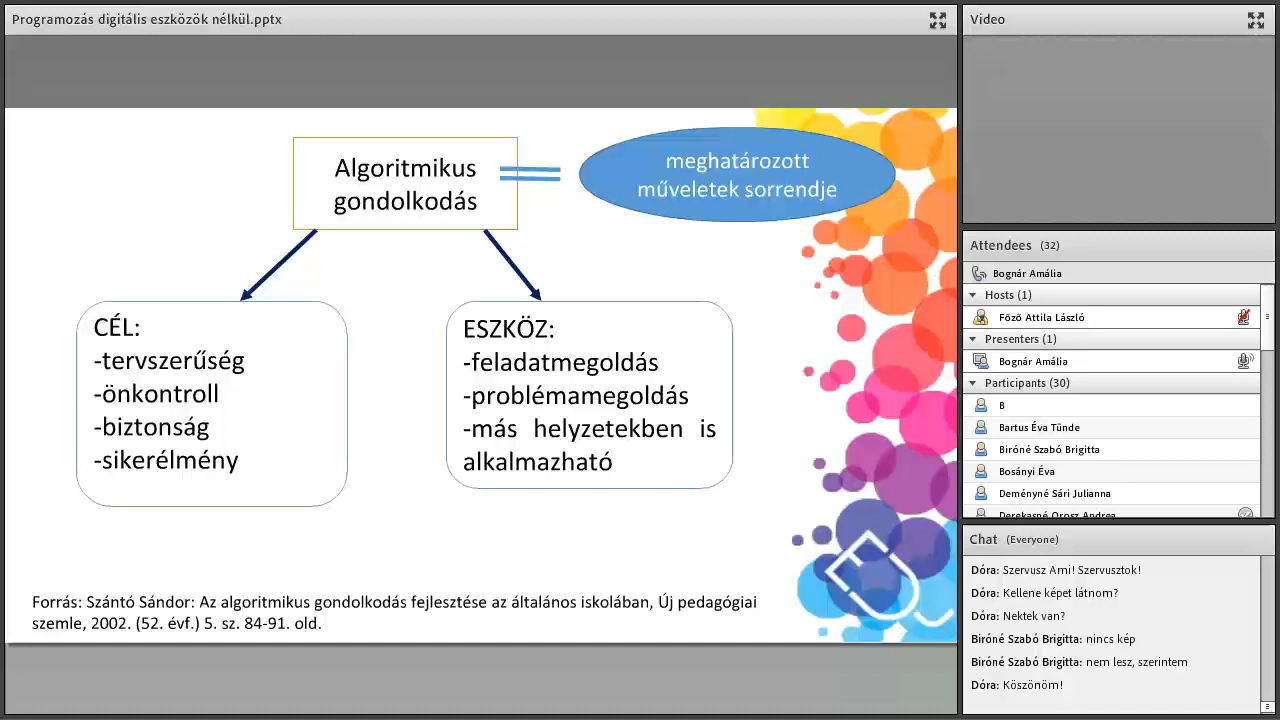 Programozás digitális eszközök nélkül.pptx
Algoritmikus
gondolkodás
meghatározott
műveletek sorrendje
CÉL:
-tervszerűség
-önkontroll
-biztonság
-sikerélmény
ESZKÖZ:
-feladatmegoldás
-problémamegoldás
-más helyzetekben is
alkalmazható
Forrás: Szántó Sándor: Az algoritmikus gondolkodás fejlesztése az általános iskolában, Új pedagógiai
szemle, 2002. (52. évf.) 5. sz. 84-91. old.
Video
Attendees (32)
Bognár Amália
Hosts (1)
Főző Attila László
Presenters (1)
Bognár Amália
Participants (30)
B
Bartus Éva Tünde
Biróné Szabó Brigitta
Bosányi Éva
Deményné Sári Julianna
Derekasné Orosz Andrea
Chat (Everyone)
Dóra: Szervusz Ami! Szervusztok!
Dóra: Kellene képet látnom?
Dóra: Nektek van?
Biróné Szabó Brigitta: nincs kép
Biróné Szabó Brigitta: nem lesz, szerintem
Dóra: Köszönöm!